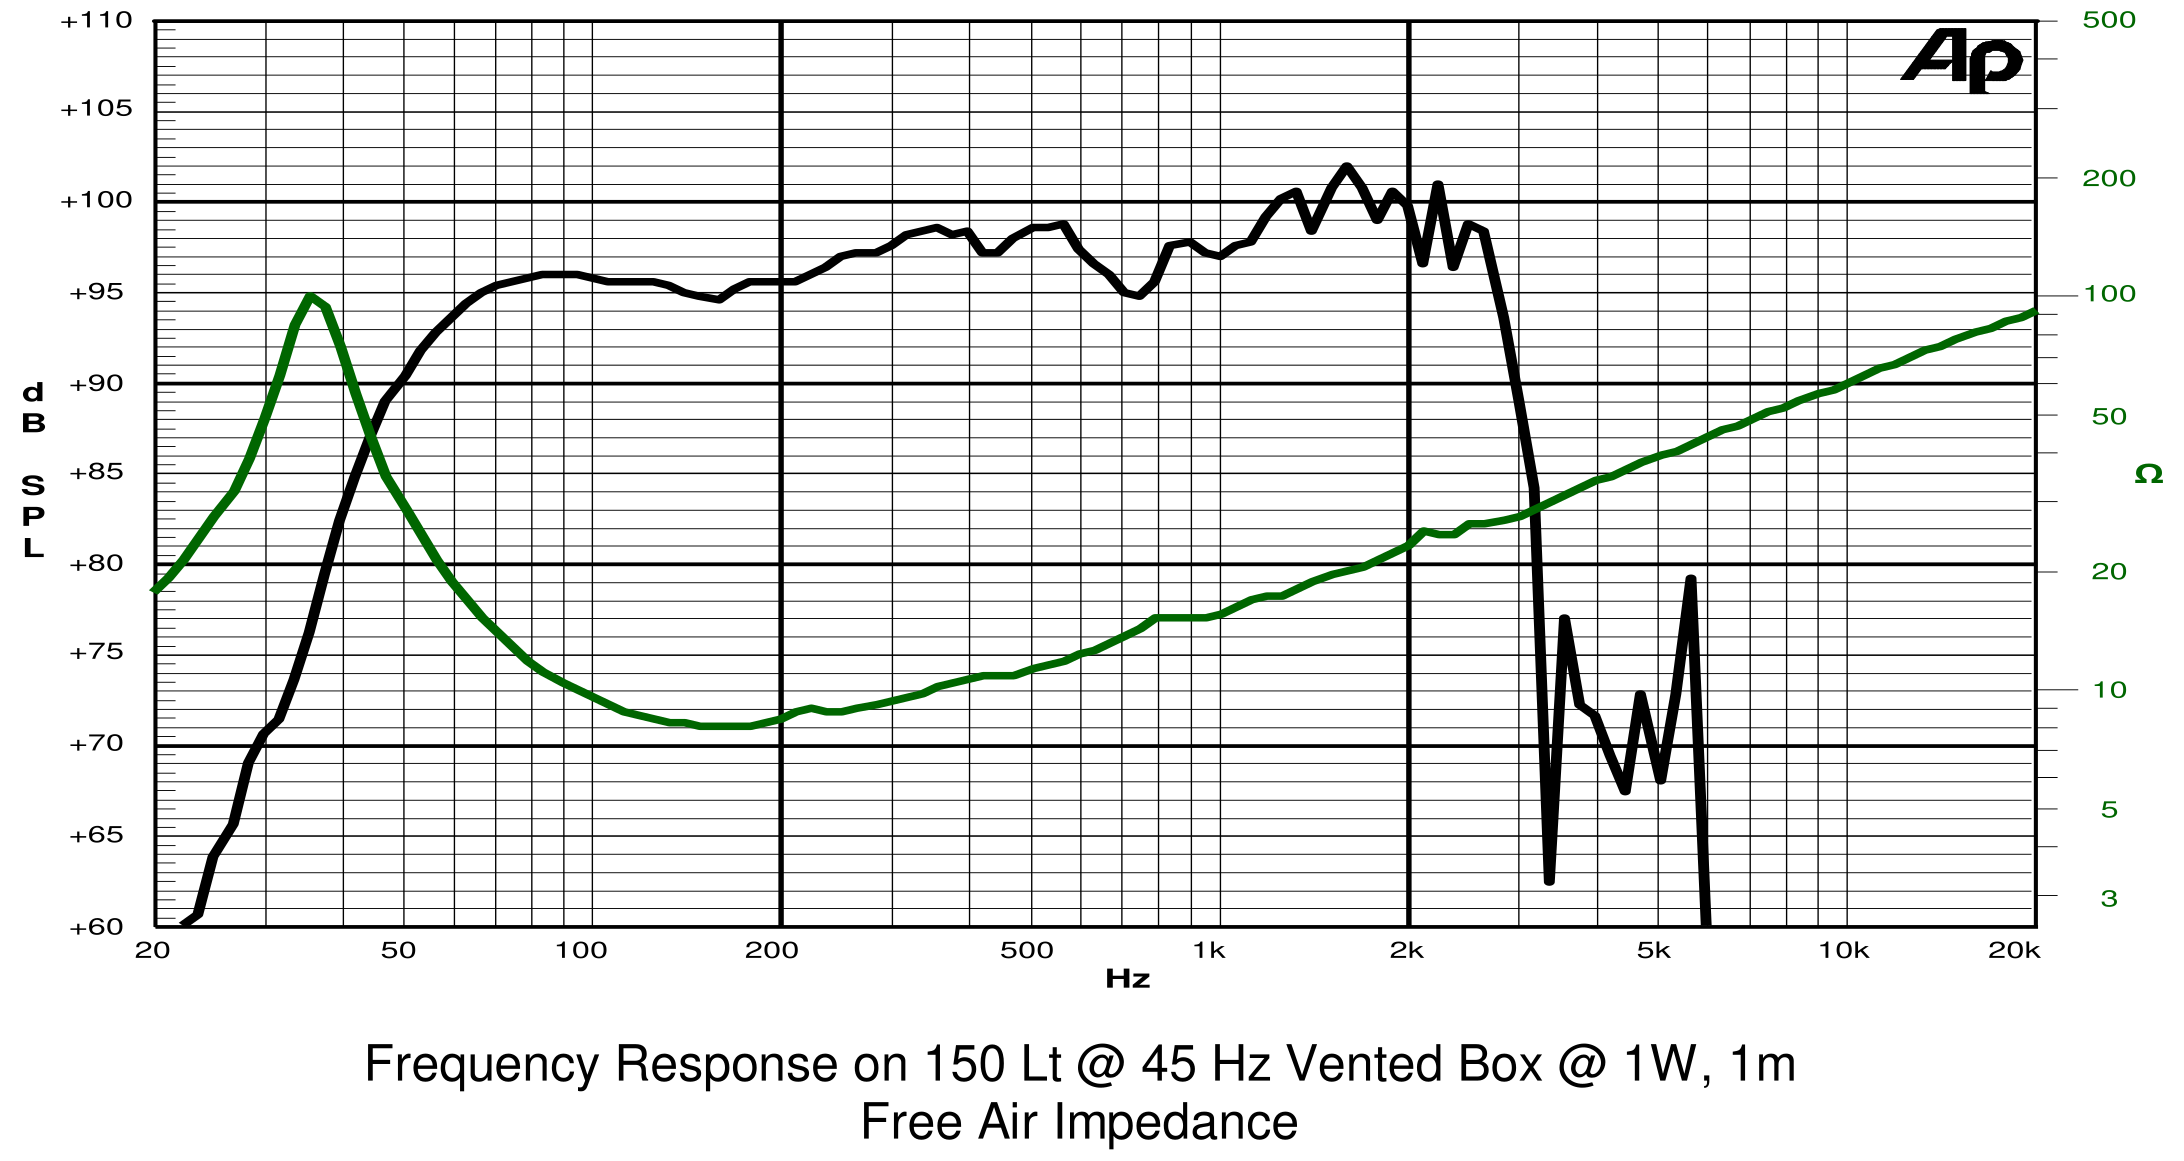 +110
+105
+100
+95
+90
+85
+80
+75
+70
+65
+60
dB SPL
Ap
500
200
100
50
20
10
5
3
Ω
20 50 100 200 500 1k 2k 5k 10k 20k
Hz
Frequency Response on 150 Lt @ 45 Hz Vented Box @ 1W, 1m
Free Air Impedance